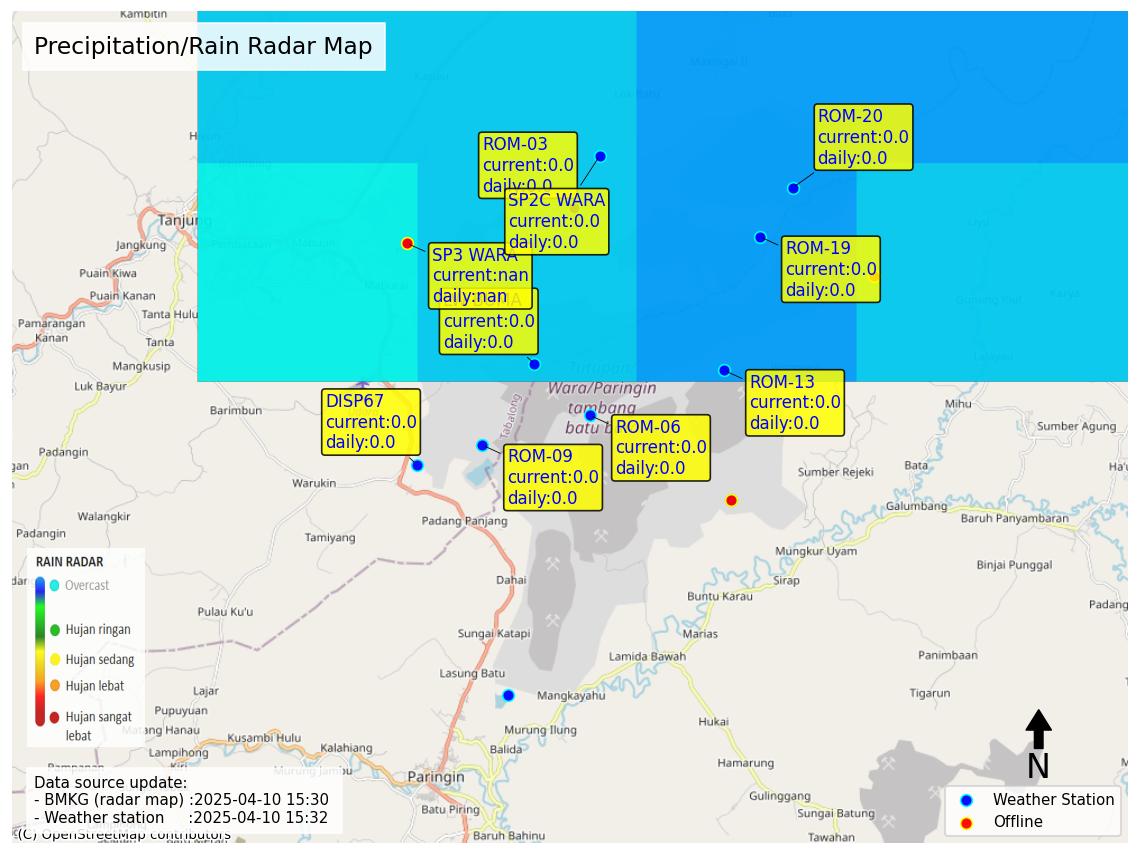 Kambitin
Precipitation/Rain Radar Map
ROM-20
current:0.0
daily:0.0
ROM-03
current:0.0
daily:0.0
SP2C WARA
current:0.0
daily:0.0
Tanjung
Jangkung
SP3 WARA
current:nan
daily:nan
ROM-19
current:0.0
daily:0.0
Puain Kiwa
Puain Kanan
Tanta Hulu
current:0.0
daily:0.0
Pamarangan
Kanan
Tanta
Mangkusip
Luk Bayur
Tutupan
Wara/Paringin
tambang
batu b
Tabalong
ROM-13
current:0.0
daily:0.0
DISP67
current:0.0
daily:0.0
Barimbun
Mihu
ROM-06
current:0.0
daily:0.0
Sumber Agung
Padangin
ROM-09
current:0.0
daily:0.0
Bata
Sumber Rejeki
Warukin
Galumbang
Walangkir
Padang Panjang
Baruh Panyambaran
Padangin
Tamiyang
Mungkur Uyam
Binjai Punggal
RAIN RADAR
Overcast
Hujan ringan
Hujan sedang
Hujan lebat
Hujan sangat
lebat
Dahai
Sirap
Buntu Karau
Padang
Pulau Ku'u
Sungai Katapi
Marias
Lamida Bawah
Panimbaan
Lasung Batu
Lajar
Mangkayahu
Tigarun
Pupuyuan
Hukai
Matang Hanau
Murung Ilung
Kusambi Hulu
Kalahiang
Balida
Lampihong
Hamarung
Murung Jambu
Paringin
Gulinggang
Batu Piring
Sungai Batung
Baruh Bahinu
Tawahan
N
Data source update:
- BMKG (radar map) :2025-04-10 15:30
- Weather station :2025-04-10 15:32
(C) OpenStreetMap contributors
Weather Station
Offline